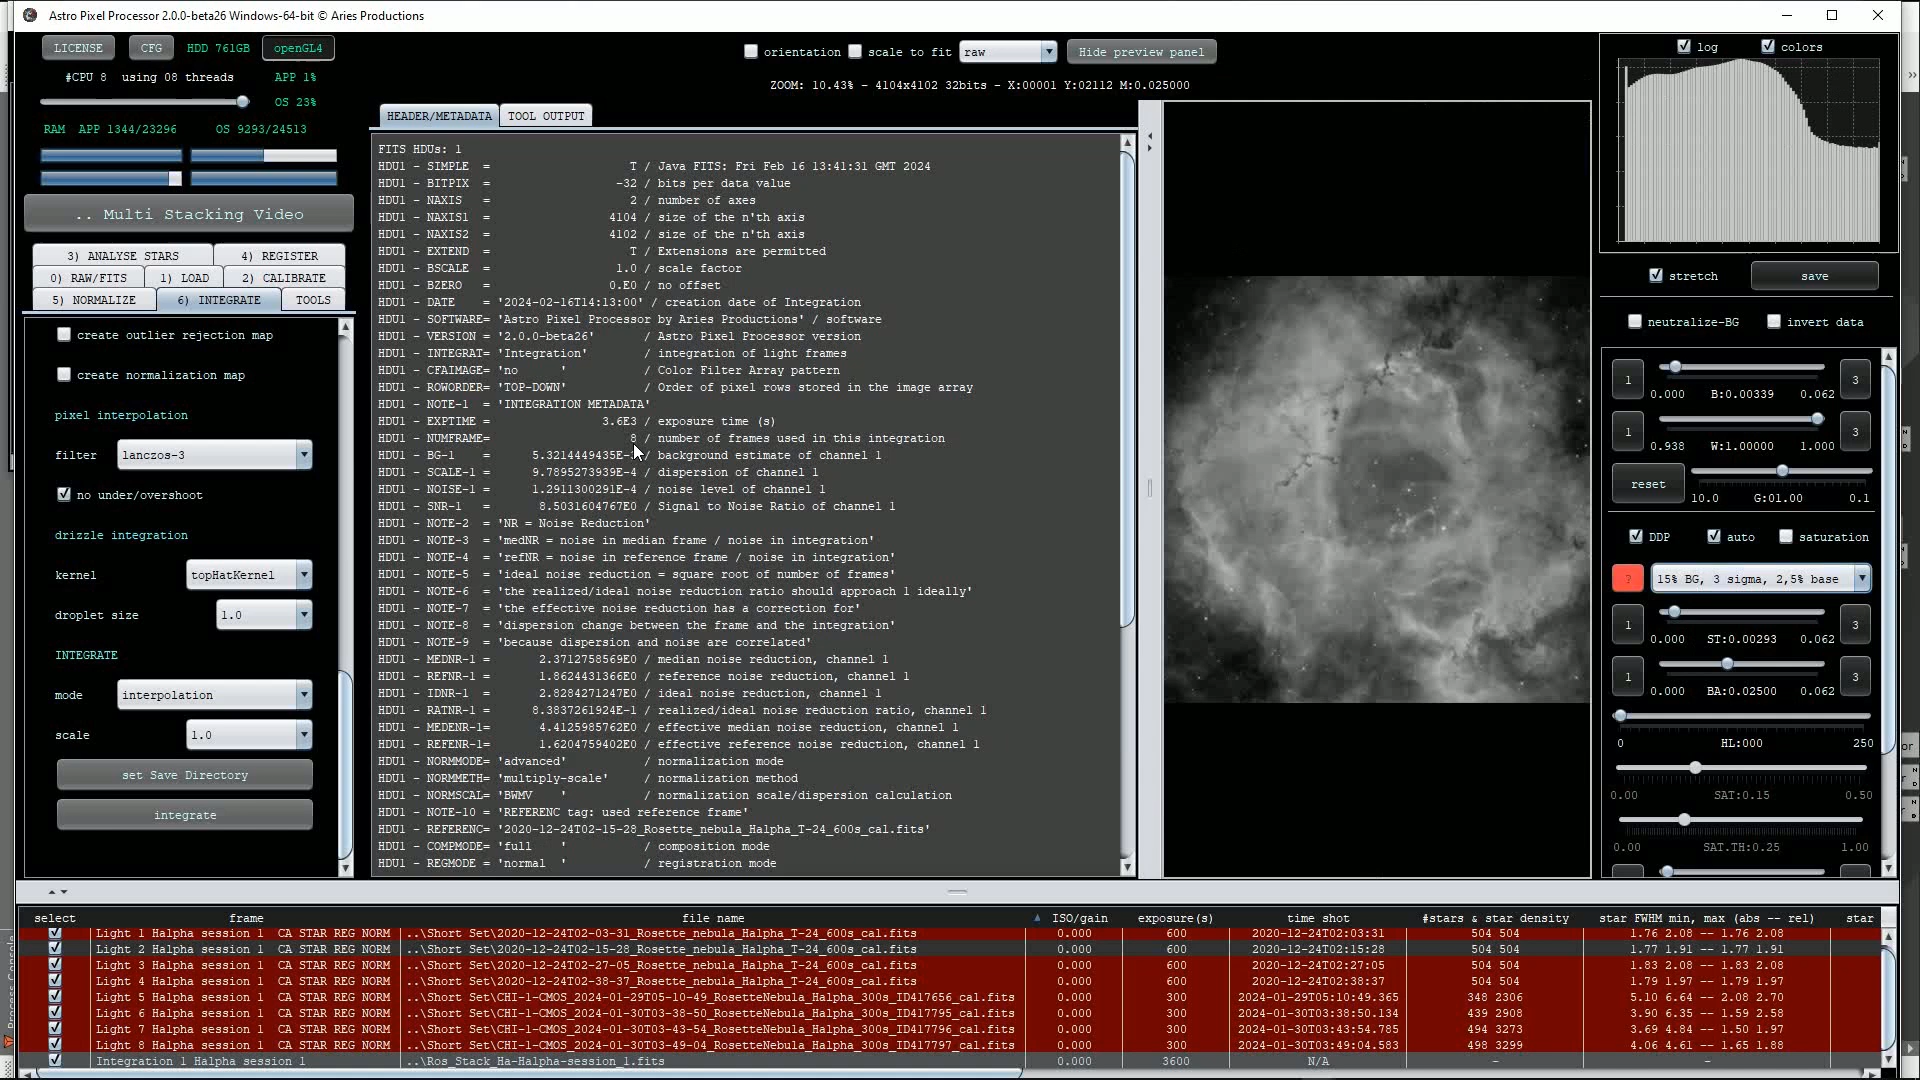 Astro Pixel Processor 2.0.0-beta26 Windows-64-bit © Aries Productions
LICENSE CFG HDD 761GB openGL4
#CPU 8 using 08 threads APP 1%
OS 23%
RAM APP 1344/23296 OS 9293/24513
.. Multi Stacking Video
3) ANALYSE STARS 4) REGISTER
0) RAW/FITS 1) LOAD 2) CALIBRATE
5) NORMALIZE 6) INTEGRATE TOOLS
create outlier rejection map
create normalization map
pixel interpolation
filter lanczos-3
no under/overshoot
drizzle integration
kernel topHatKernel
droplet size 1.0
INTEGRATE
mode interpolation
scale 1.0
set Save Directory
integrate
orientation scale to fit raw Hide preview panel
ZOOM: 10.43% - 4104x4102 32bits - X:00001 Y:02112 M:0.025000
HEADER/METADATA TOOL OUTPUT
FITS HDUs: 1
HDU1 - SIMPLE = T / Java FITS: Fri Feb 16 13:41:31 GMT 2024
HDU1 - BITPIX = -32 / bits per data value
HDU1 - NAXIS = 2 / number of axes
HDU1 - NAXIS1 = 4104 / size of the n'th axis
HDU1 - NAXIS2 = 4102 / size of the n'th axis
HDU1 - EXTEND = T / Extensions are permitted
HDU1 - BSCALE = 1.0 / scale factor
HDU1 - BZERO = 0.E0 / no offset
HDU1 - DATE = '2024-02-16T14:13:00' / creation date of Integration
HDU1 - SOFTWARE= 'Astro Pixel Processor by Aries Productions' / software
HDU1 - VERSION = '2.0.0-beta26' / Astro Pixel Processor version
HDU1 - INTEGRAT= 'Integration' / integration of light frames
HDU1 - CFAIMAGE= 'no ' / Color Filter Array pattern
HDU1 - ROWORDER= 'TOP-DOWN' / Order of pixel rows stored in the image array
HDU1 - NOTE-1 = 'INTEGRATION METADATA'
HDU1 - EXPTIME = 3.6E3 / exposure time (s)
HDU1 - NUMFRAME= 8 / number of frames used in this integration
HDU1 - BG-1 = 5.3214449435E- / background estimate of channel 1
HDU1 - SCALE-1 = 9.7895273939E-4 / dispersion of channel 1
HDU1 - NOISE-1 = 1.2911300291E-4 / noise level of channel 1
HDU1 - SNR-1 = 8.5031604767E0 / Signal to Noise Ratio of channel 1
HDU1 - NOTE-2 = 'NR = Noise Reduction'
HDU1 - NOTE-3 = 'medNR = noise in median frame / noise in integration'
HDU1 - NOTE-4 = 'refNR = noise in reference frame / noise in integration'
HDU1 - NOTE-5 = 'ideal noise reduction = square root of number of frames'
HDU1 - NOTE-6 = 'the realized/ideal noise reduction ratio should approach 1 ideally'
HDU1 - NOTE-7 = 'the effective noise reduction has a correction for'
HDU1 - NOTE-8 = 'dispersion change between the frame and the integration'
HDU1 - NOTE-9 = 'because dispersion and noise are correlated'
HDU1 - MEDNR-1 = 2.3712758569E0 / median noise reduction, channel 1
HDU1 - REFNR-1 = 1.8624431366E0 / reference noise reduction, channel 1
HDU1 - IDNR-1 = 2.8284271247E0 / ideal noise reduction, channel 1
HDU1 - RATNR-1 = 8.3837261924E-1 / realized/ideal noise reduction ratio, channel 1
HDU1 - MEDENR-1= 4.4125985762E0 / effective median noise reduction, channel 1
HDU1 - REFENR-1= 1.6204759402E0 / effective reference noise reduction, channel 1
HDU1 - NORMMODE= 'advanced' / normalization mode
HDU1 - NORMMETH= 'multiply-scale' / normalization method
HDU1 - NORMSCAL= 'BWMV ' / normalization scale/dispersion calculation
HDU1 - NOTE-10 = 'REFERENC tag: used reference frame'
HDU1 - REFERENC= '2020-12-24T02-15-28_Rosette_nebula_Halpha_T-24_600s_cal.fits'
HDU1 - COMPMODE= 'full ' / composition mode
HDU1 - REGMODE = 'normal ' / registration mode
log colors
stretch save
neutralize-BG invert data
1 3
0.000 B:0.00339 0.062
1 3
0.938 W:1.00000 1.000
reset 10.0 G:01.00 0.1
DDP auto saturation
? 15% BG, 3 sigma, 2,5% base
1 3
0.000 ST:0.00293 0.062
1 3
0.000 BA:0.02500 0.062
0 HL:000 250
0.00 SAT:0.15 0.50
0.00 SAT.TH:0.25 1.00
select frame file name ISO/gain exposure(s) time shot #stars & star density star FWHM min, max (abs -- rel) star
Light 1 Halpha session 1 CA STAR REG NORM ..\Short Set\2020-12-24T02-03-31_Rosette_nebula_Halpha_T-24_600s_cal.fits 0.000 600 2020-12-24T02:03:31 504 504 1.76 2.08 -- 1.76 2.08
Light 2 Halpha session 1 CA STAR REG NORM ..\Short Set\2020-12-24T02-15-28_Rosette_nebula_Halpha_T-24_600s_cal.fits 0.000 600 2020-12-24T02:15:28 504 504 1.77 1.91 -- 1.77 1.91
Light 3 Halpha session 1 CA STAR REG NORM ..\Short Set\2020-12-24T02-27-05_Rosette_nebula_Halpha_T-24_600s_cal.fits 0.000 600 2020-12-24T02:27:05 504 504 1.83 2.08 -- 1.83 2.08
Light 4 Halpha session 1 CA STAR REG NORM ..\Short Set\2020-12-24T02-38-37_Rosette_nebula_Halpha_T-24_600s_cal.fits 0.000 600 2020-12-24T02:38:37 504 504 1.79 1.97 -- 1.79 1.97
Light 5 Halpha session 1 CA STAR REG NORM ..\Short Set\CHI-1-CMOS_2024-01-29T05-10-49_RosetteNebula_Halpha_300s_ID417656_cal.fits 0.000 300 2024-01-29T05:10:49.365 348 2306 5.10 6.64 -- 2.08 2.70
Light 6 Halpha session 1 CA STAR REG NORM ..\Short Set\CHI-1-CMOS_2024-01-30T03-38-50_RosetteNebula_Halpha_300s_ID417795_cal.fits 0.000 300 2024-01-30T03:38:50.134 439 2908 3.90 6.35 -- 1.59 2.58
Light 7 Halpha session 1 CA STAR REG NORM ..\Short Set\CHI-1-CMOS_2024-01-30T03-43-54_RosetteNebula_Halpha_300s_ID417796_cal.fits 0.000 300 2024-01-30T03:43:54.785 494 3273 3.69 4.84 -- 1.50 1.97
Light 8 Halpha session 1 CA STAR REG NORM ..\Short Set\CHI-1-CMOS_2024-01-30T03-49-04_RosetteNebula_Halpha_300s_ID417797_cal.fits 0.000 300 2024-01-30T03:49:04.583 498 3299 4.06 4.61 -- 1.65 1.88
Integration 1 Halpha session 1 ..\Ros_Stack_Ha-Halpha-session_1.fits 0.000 3600 N/A - -